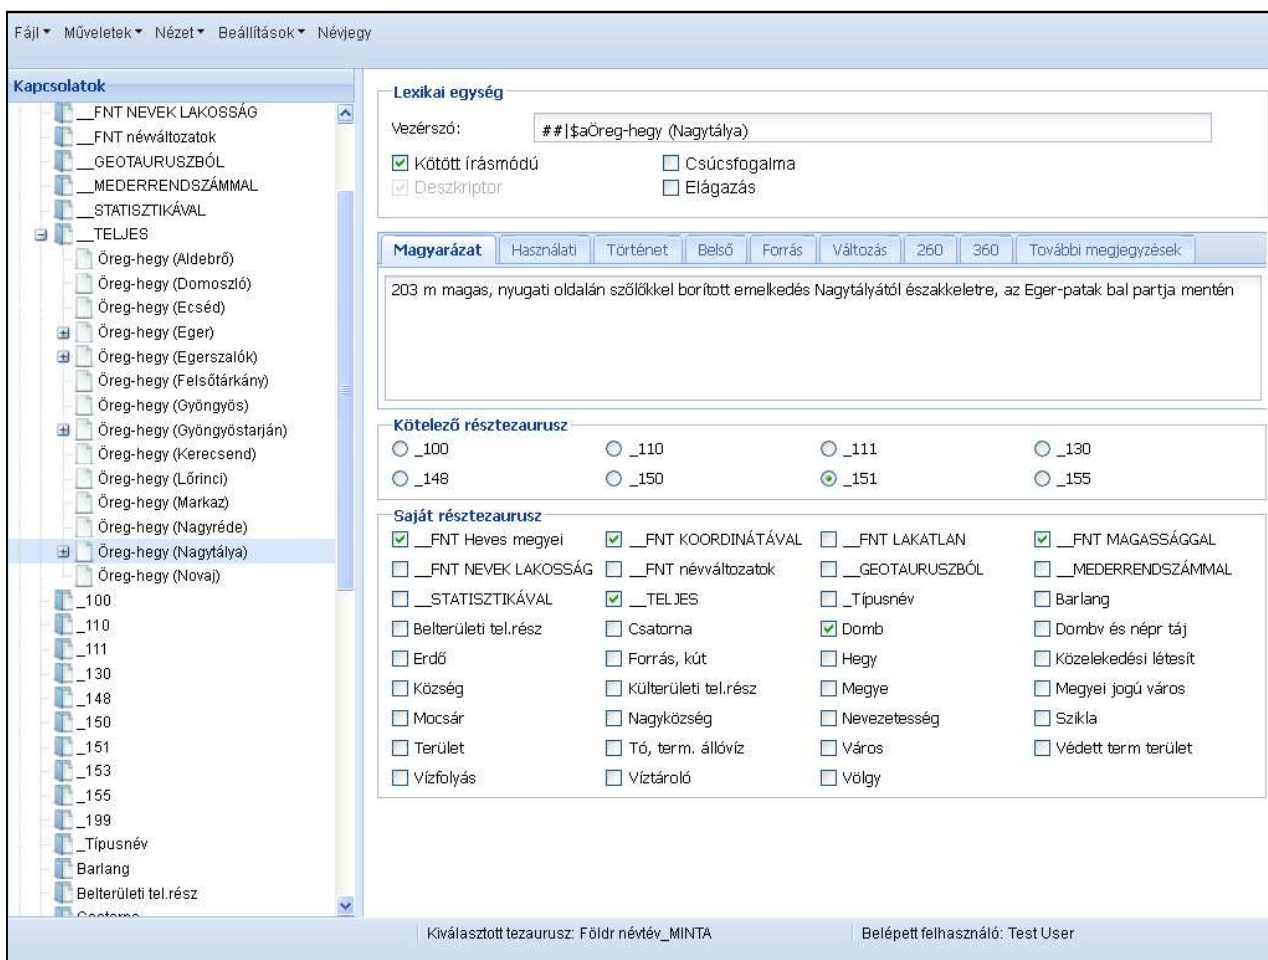 Fájl Műveletek Nézet Beállítások Névjegy
Kapcsolatok
__FNT NEVEK LAKOSSÁG
__FNT névváltozatok
__GEOTAURUSZBÓL
__MEDERRENDSZÁMMAL
__STATISZTIKÁVAL
__TELJES
Öreg-hegy (Aldebrő)
Öreg-hegy (Domoszló)
Öreg-hegy (Ecséd)
Öreg-hegy (Eger)
Öreg-hegy (Egerszalók)
Öreg-hegy (Felsőtárkány)
Öreg-hegy (Gyöngyös)
Öreg-hegy (Gyöngyöstarján)
Öreg-hegy (Kerecsend)
Öreg-hegy (Lőrinci)
Öreg-hegy (Markaz)
Öreg-hegy (Nagyréde)
Öreg-hegy (Nagytálya)
Öreg-hegy (Novaj)
_100
_110
_111
_130
_148
_150
_151
_153
_155
_199
_Típusnév
Barlang
Belterületi tel.rész
Lexikai egység
Vezérszó: ##|$aÖreg-hegy (Nagytálya)
Kötött írásmódú Csúcsfogalma
Deszkriptor Elágazás
Magyarázat Használati Történet Belső Forrás Változás 260 360 További megjegyzések
203 m magas, nyugati oldalán szőlőkkel borított emelkedés Nagytályától északkeletre, az Eger-patak bal partja mentén
Kötelező résztezaurusz
_100 _110 _111 _130
_148 _150 _151 _155
Saját résztezaurusz
__FNT Heves megyei __FNT KOORDINÁTÁVAL __FNT LAKATLAN __FNT MAGASSÁGGAL
__FNT NEVEK LAKOSSÁG __FNT névváltozatok __GEOTAURUSZBÓL __MEDERRENDSZÁMMAL
__STATISZTIKÁVAL __TELJES _Típusnév Barlang
Belterületi tel.rész Csatorna Domb Dombv és népr táj
Erdő Forrás, kút Hegy Közelekedési létesít
Község Külterületi tel.rész Megye Megyei jogú város
Mocsár Nagyközség Nevezetesség Szikla
Terület Tó, term. állóvíz Város Védett term terület
Vízfolyás Víztároló Völgy
Kiválasztott tezaurusz: Földr névtév_MINTA Belépett felhasználó: Test User